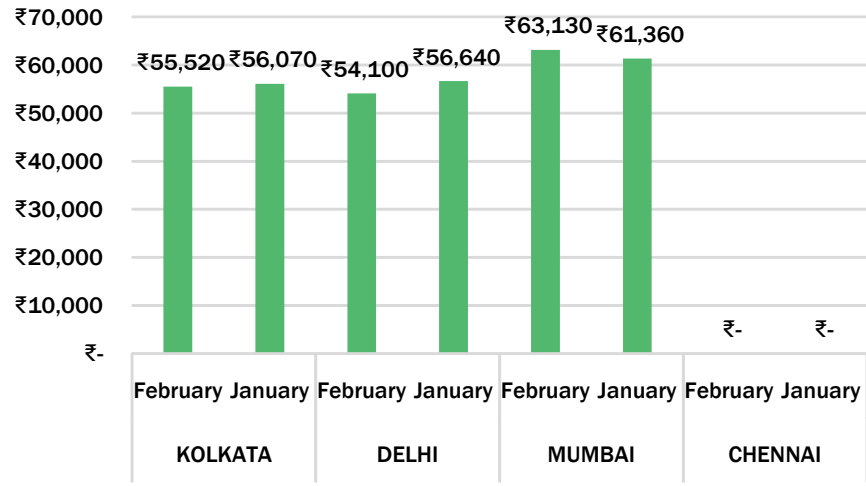 ₹70,000
₹60,000
₹50,000
₹40,000
₹30,000
₹20,000
₹10,000
₹-
₹55,520 ₹56,070 ₹54,100 ₹56,640 ₹63,130 ₹61,360 ₹- ₹-
February January February January February January February January
KOLKATA DELHI MUMBAI CHENNAI